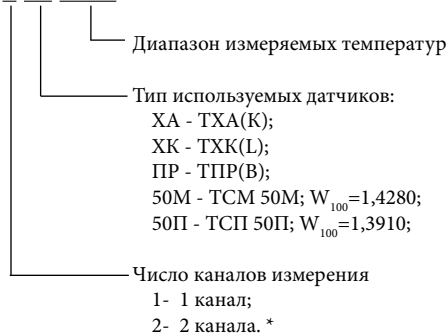 Диапазон измеряемых температур
Тип используемых датчиков:
ХА - ТХА(К);
ХК - ТХК(L);
ПР - ТПР(В);
50М - ТСМ 50М; W₁₀₀=1,4280;
50П - ТСП 50П; W₁₀₀=1,3910;
Число каналов измерения
1- 1 канал;
2- 2 канала. *